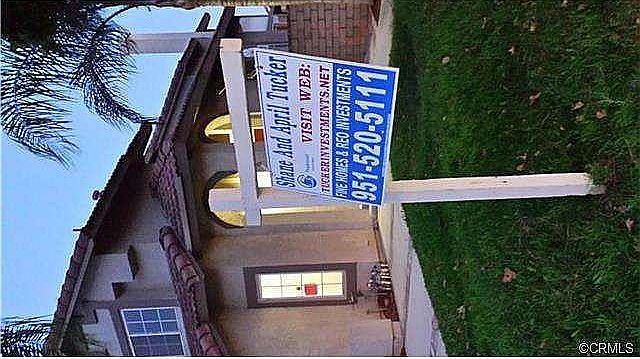 Shane And April Tucker
VISIT WEB:
TUCKERINVESTMENTS.NET
FINE HOMES & REO INVESTMENTS
951-520-5111
©CRMLS